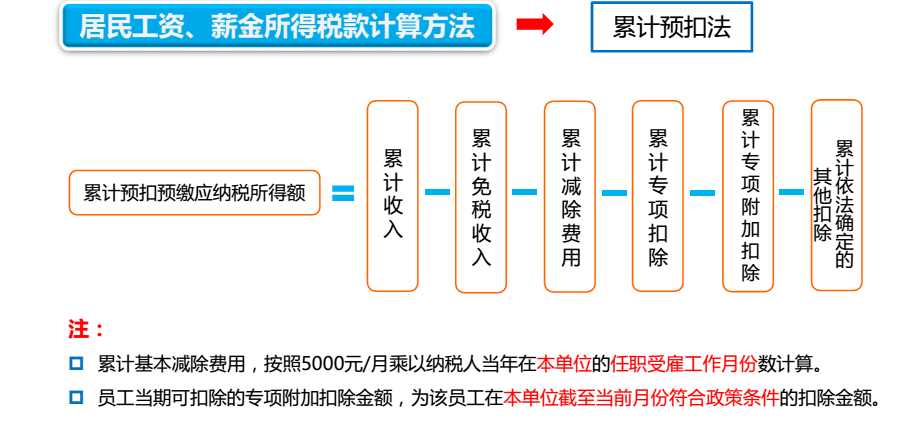 居民工资、薪金所得税款计算方法
累计预扣法
累计预扣预缴应纳税所得额
=
累计收入
—
累计免税收入
—
累计减除费用
—
累计专项扣除
—
累计专项附加扣除
—
累计依法确定的
其他扣除
注：
累计基本减除费用，按照5000元/月乘以纳税人当年在本单位的任职受雇工作月份数计算。
员工当期可扣除的专项附加扣除金额，为该员工在本单位截至当前月份符合政策条件的扣除金额。